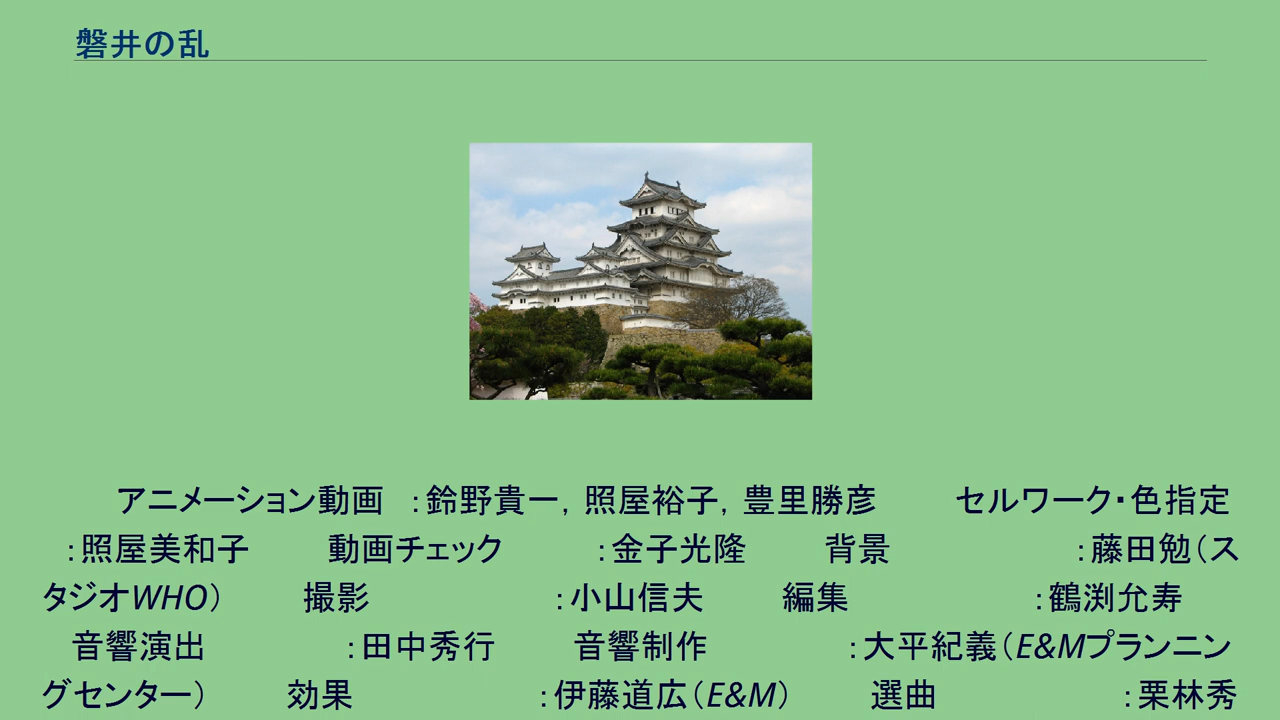 磐井の乱
アニメーション動画　：鈴野貴一，照屋裕子，豊里勝彦　　セルワーク・色指定
：照屋美和子　　動画チェック　　：金子光隆　　背景　　：藤田勉（ス
タジオWHO）　　撮影　　：小山信夫　　編集　　：鶴渕允寿
音響演出　　：田中秀行　　音響制作　　：大平紀義（E&Mプランニン
グセンター）　　効果　　：伊藤道広（E&M）　　選曲　　：栗林秀